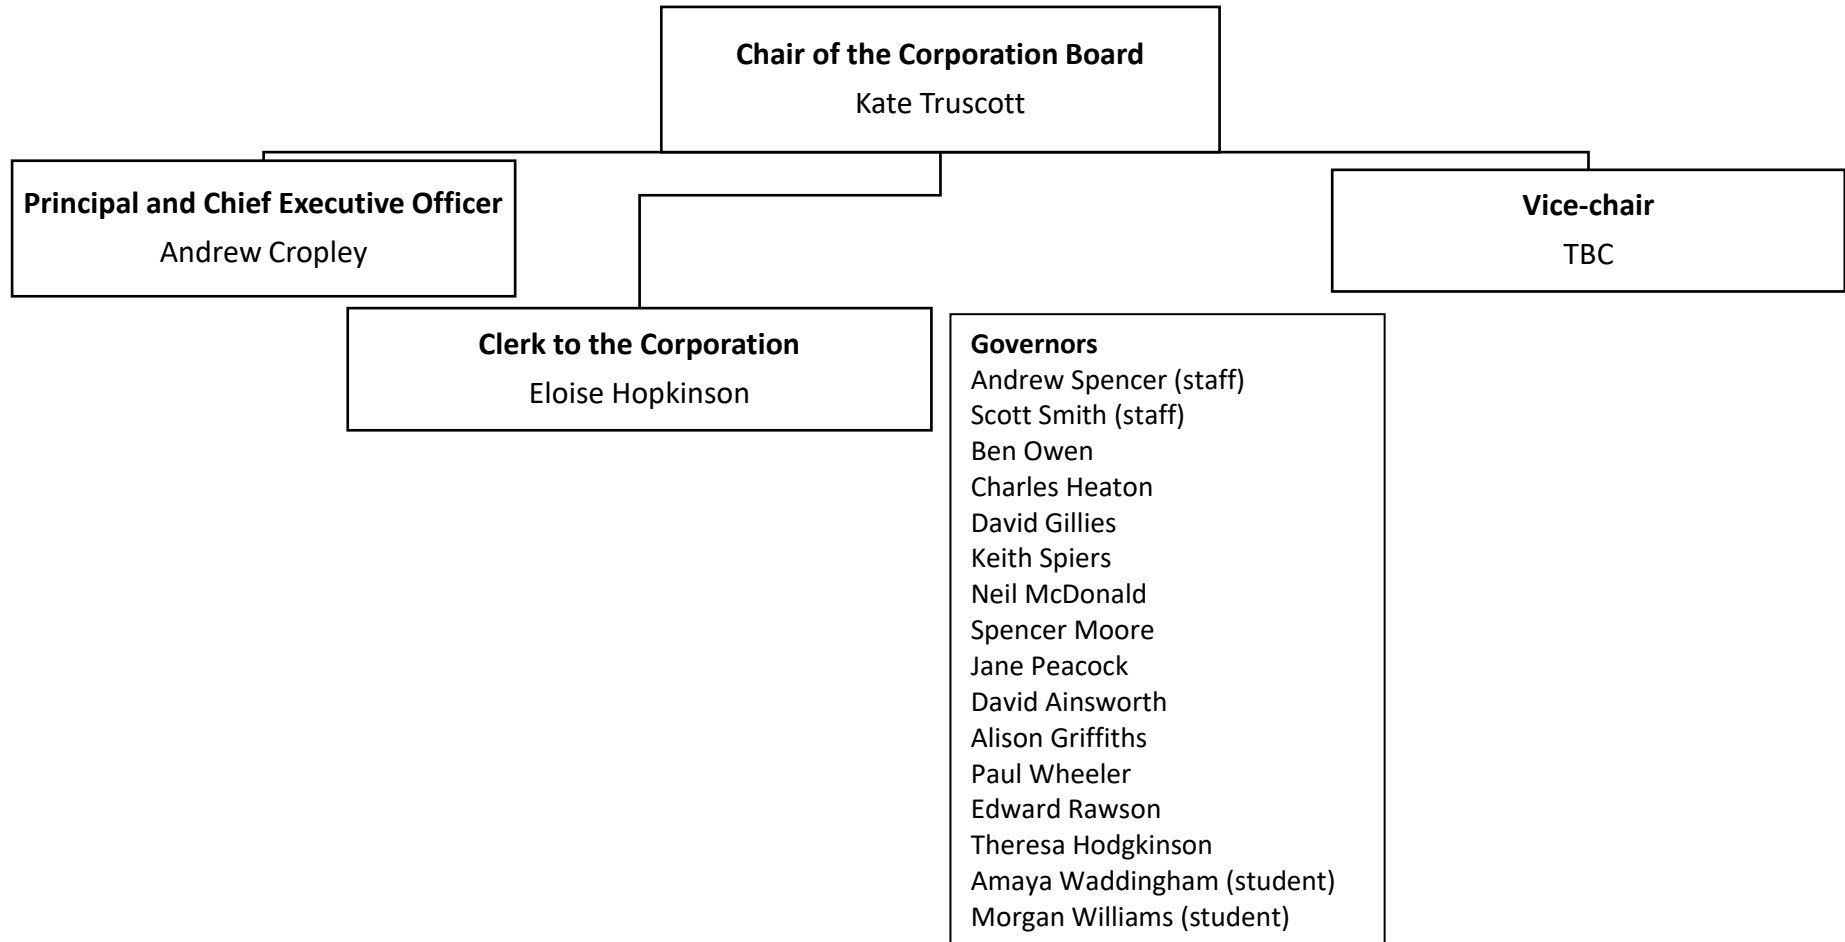 Chair of the Corporation Board
Kate Truscott
Principal and Chief Executive Officer
Andrew Cropley
Vice-chair
TBC
Clerk to the Corporation
Eloise Hopkinson
Governors
Andrew Spencer (staff)
Scott Smith (staff)
Ben Owen
Charles Heaton
David Gillies
Keith Spiers
Neil McDonald
Spencer Moore
Jane Peacock
David Ainsworth
Alison Griffiths
Paul Wheeler
Edward Rawson
Theresa Hodgkinson
Amaya Waddingham (student)
Morgan Williams (student)